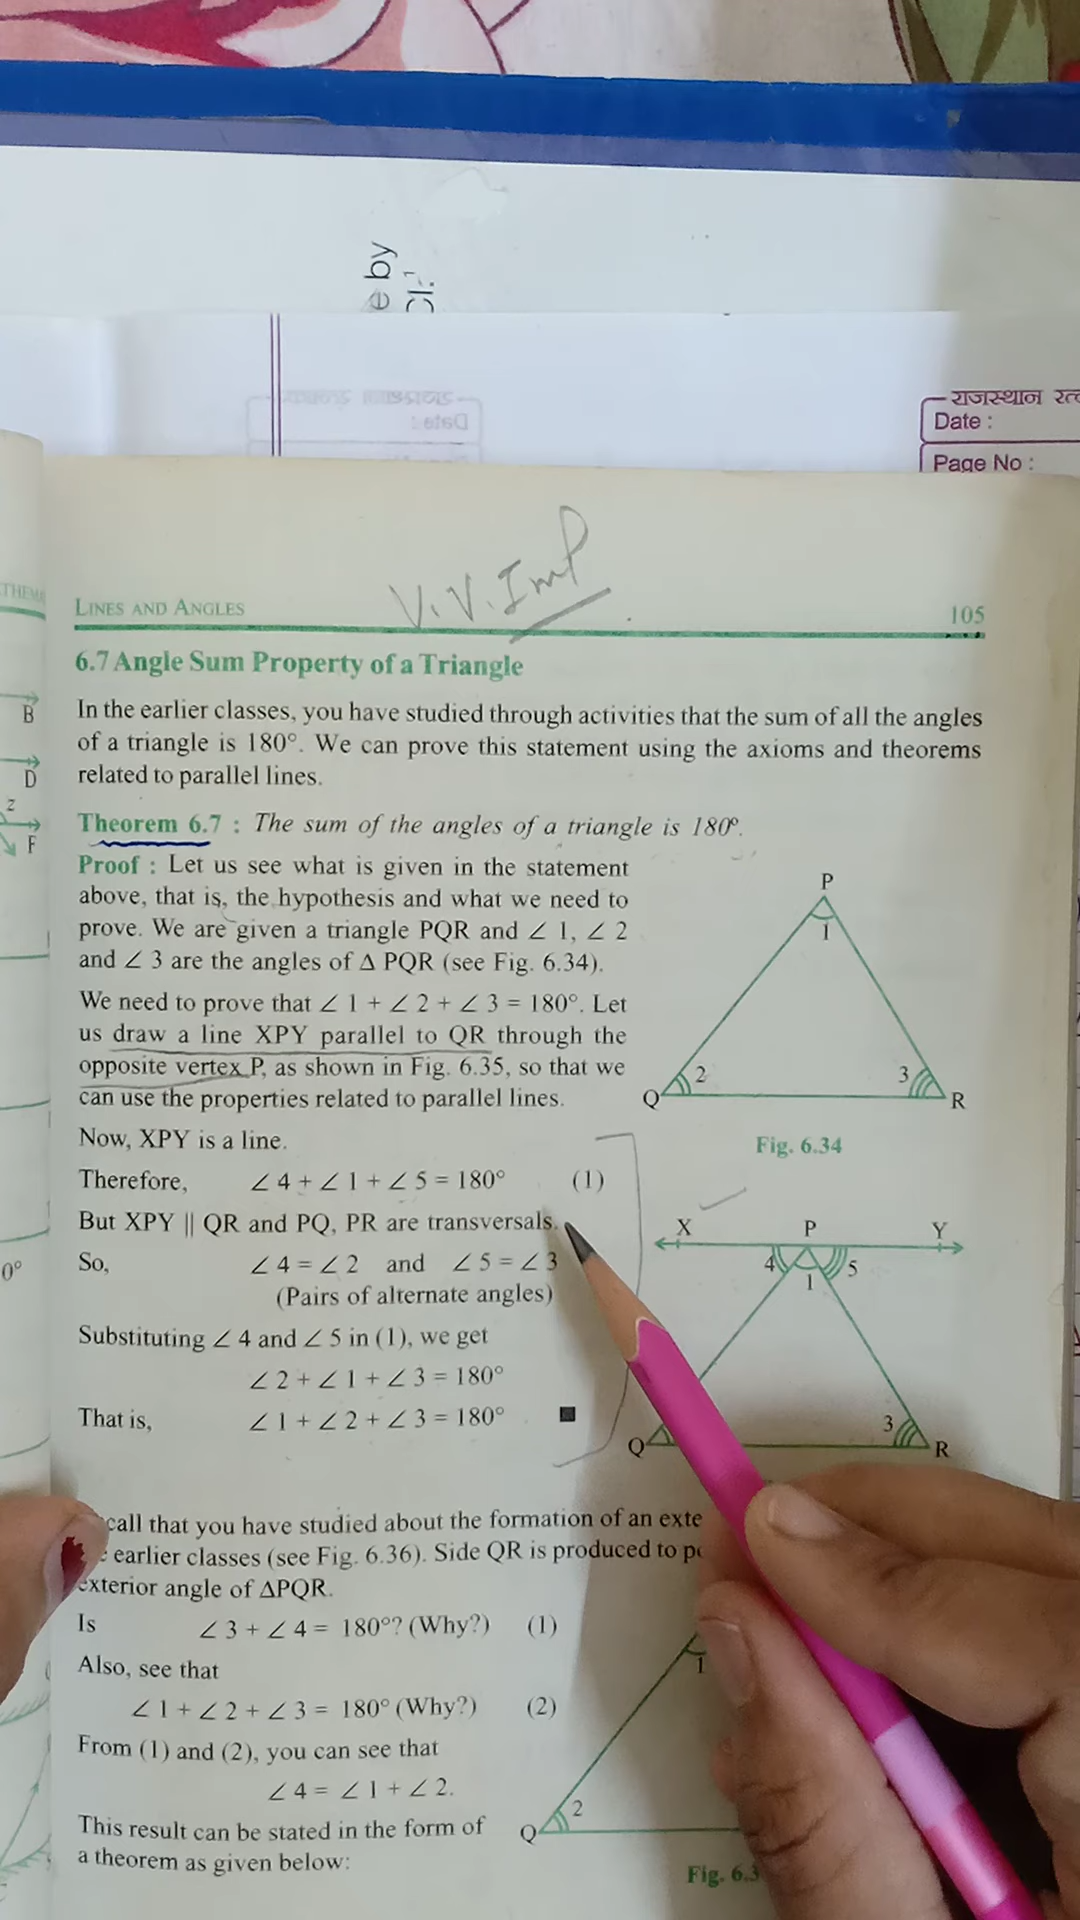 e by
राजस्थान
Date :
Page No :
Date :
V.V.Imp
THEMA
LINES AND ANGLES
105
6.7 Angle Sum Property of a Triangle
In the earlier classes, you have studied through activities that the sum of all the angles
of a triangle is 180°. We can prove this statement using the axioms and theorems
related to parallel lines.
Theorem 6.7 : The sum of the angles of a triangle is 180°.
Proof : Let us see what is given in the statement
above, that is, the hypothesis and what we need to
prove. We are given a triangle PQR and ∠ 1, ∠ 2
and ∠ 3 are the angles of Δ PQR (see Fig. 6.34).
We need to prove that ∠ 1 + ∠ 2 + ∠ 3 = 180°. Let
us draw a line XPY parallel to QR through the
opposite vertex P, as shown in Fig. 6.35, so that we
can use the properties related to parallel lines.
Now, XPY is a line.
Therefore, ∠ 4 + ∠ 1 + ∠ 5 = 180° (1)
But XPY || QR and PQ, PR are transversals.
So, ∠ 4 = ∠ 2 and ∠ 5 = ∠ 3
(Pairs of alternate angles)
Substituting ∠ 4 and ∠ 5 in (1), we get
∠ 2 + ∠ 1 + ∠ 3 = 180°
That is, ∠ 1 + ∠ 2 + ∠ 3 = 180° ■
P
1
2
3
Q
R
Fig. 6.34
X
P
Y
4
1
5
3
Q
R
call that you have studied about the formation of an exte
earlier classes (see Fig. 6.36). Side QR is produced to po
exterior angle of ΔPQR.
Is ∠ 3 + ∠ 4 = 180°? (Why?) (1)
Also, see that
∠ 1 + ∠ 2 + ∠ 3 = 180° (Why?) (2)
From (1) and (2), you can see that
∠ 4 = ∠ 1 + ∠ 2.
This result can be stated in the form of
a theorem as given below:
1
2
Q
Fig. 6.3
B
D
z
F
0°